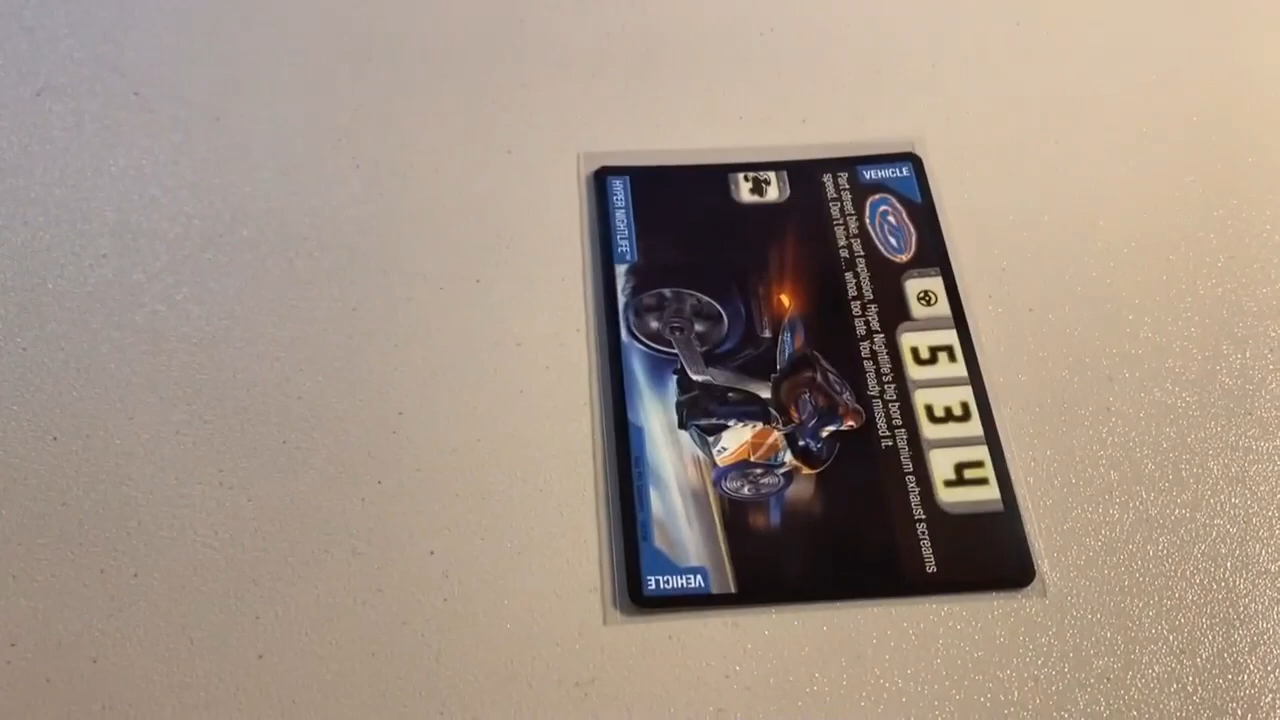 HYPER NIGHTLIFE™
VEHICLE
5 3 4
Part street bike, part explosion, Hyper Nightlife's big bore titanium exhaust screams
speed. Don't blink or... whoa, too late. You already missed it.
VEHICLE